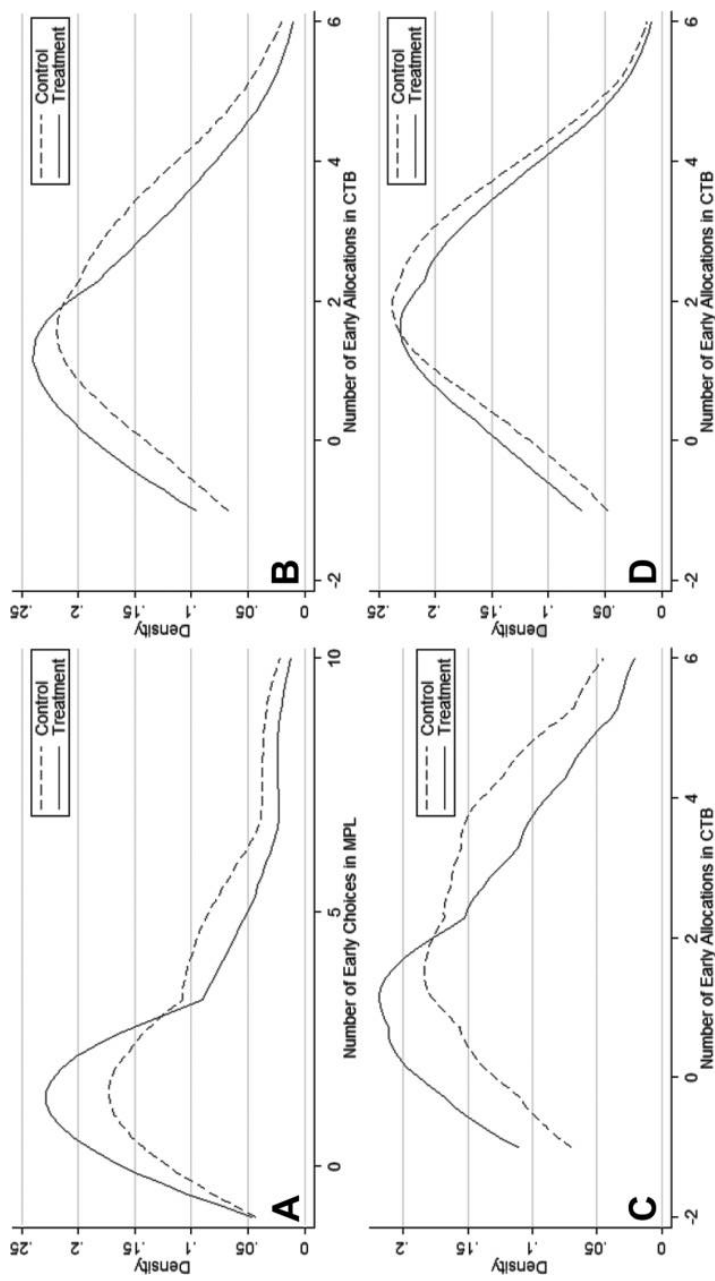 A
Density
.25
.2
.15
.1
.05
0
Control
Treatment
0
5
10
Number of Early Choices in MPL
B
Density
.25
.2
.15
.1
.05
0
Control
Treatment
-2
0
2
4
6
Number of Early Allocations in CTB
C
Density
.2
.15
.1
.05
0
Control
Treatment
-2
0
2
4
6
Number of Early Allocations in CTB
D
Density
.25
.2
.15
.1
.05
0
Control
Treatment
-2
0
2
4
6
Number of Early Allocations in CTB